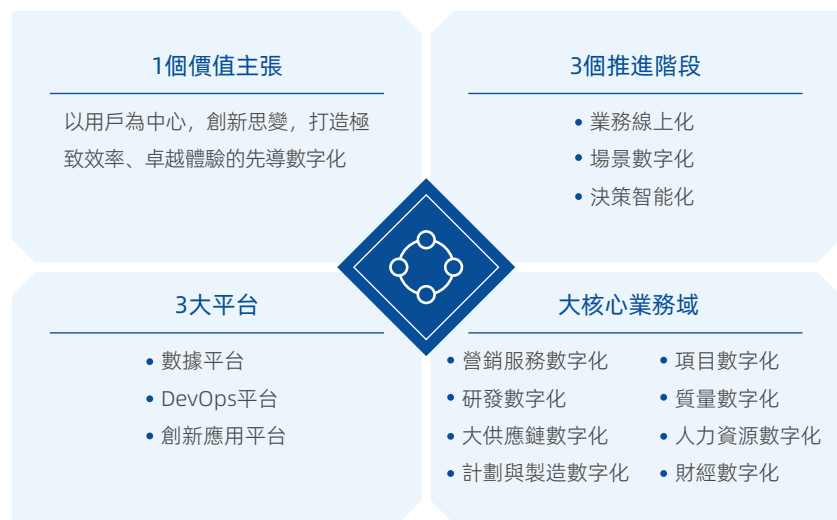 1個價值主張
以用戶為中心，創新思變，打造極
致效率、卓越體驗的先導數字化
3個推進階段
• 業務線上化
• 場景數字化
• 決策智能化
3大平台
• 數據平台
• DevOps平台
• 創新應用平台
大核心業務域
• 營銷服務數字化
• 研發數字化
• 大供應鏈數字化
• 計劃與製造數字化
• 項目數字化
• 質量數字化
• 人力資源數字化
• 財經數字化